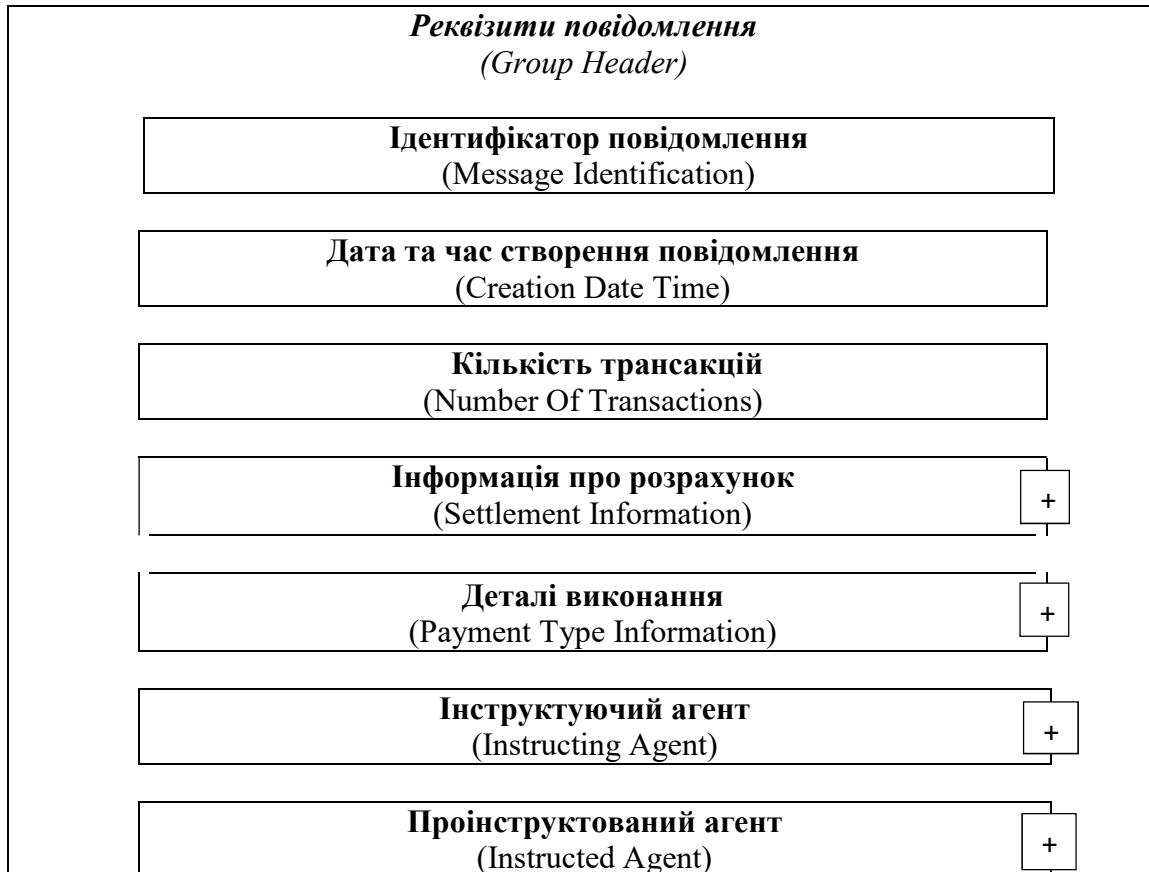 Реквізити повідомлення
(Group Header)
Ідентифікатор повідомлення
(Message Identification)
Дата та час створення повідомлення
(Creation Date Time)
Кількість трансакцій
(Number Of Transactions)
Інформація про розрахунок
(Settlement Information)
+
Деталі виконання
(Payment Type Information)
+
Інструктуючий агент
(Instructing Agent)
+
Проінструктований агент
(Instructed Agent)
+